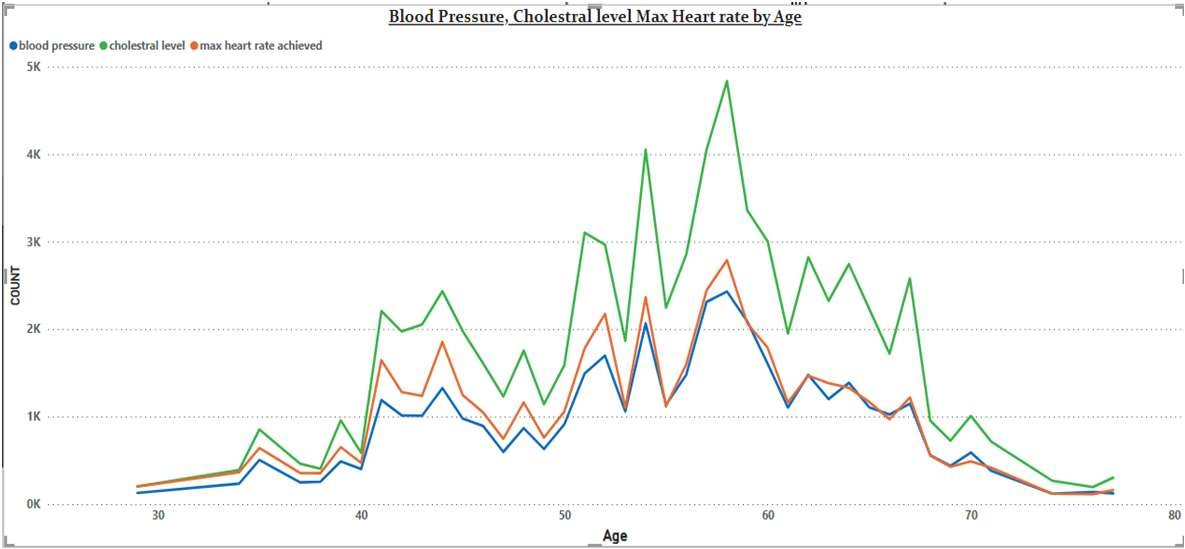 Blood Pressure, Cholestral level Max Heart rate by Age
blood pressure cholestral level max heart rate achieved
5K
4K
3K
2K
1K
0K
COUNT
30 40 50 60 70 80
Age